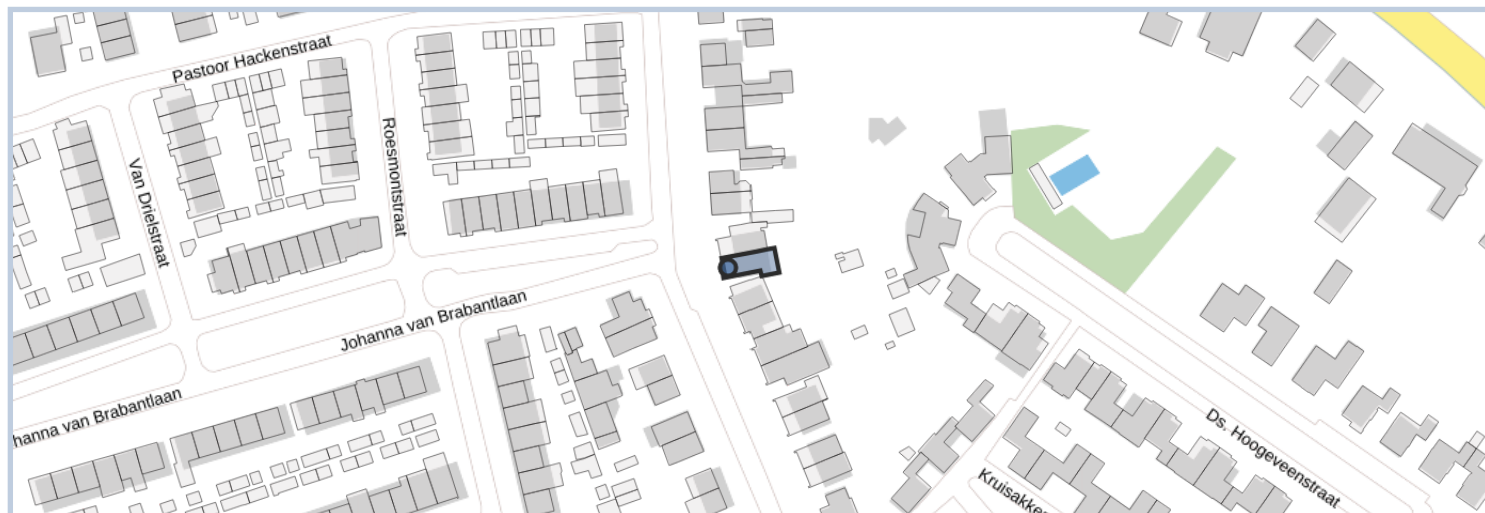 Pastoor Hackenstraat
Roesmontstraat
Van Drielstraat
Johanna van Brabantlaan
hanna van Brabantlaan
Ds. Hoogeveenstraat
Kruisakke